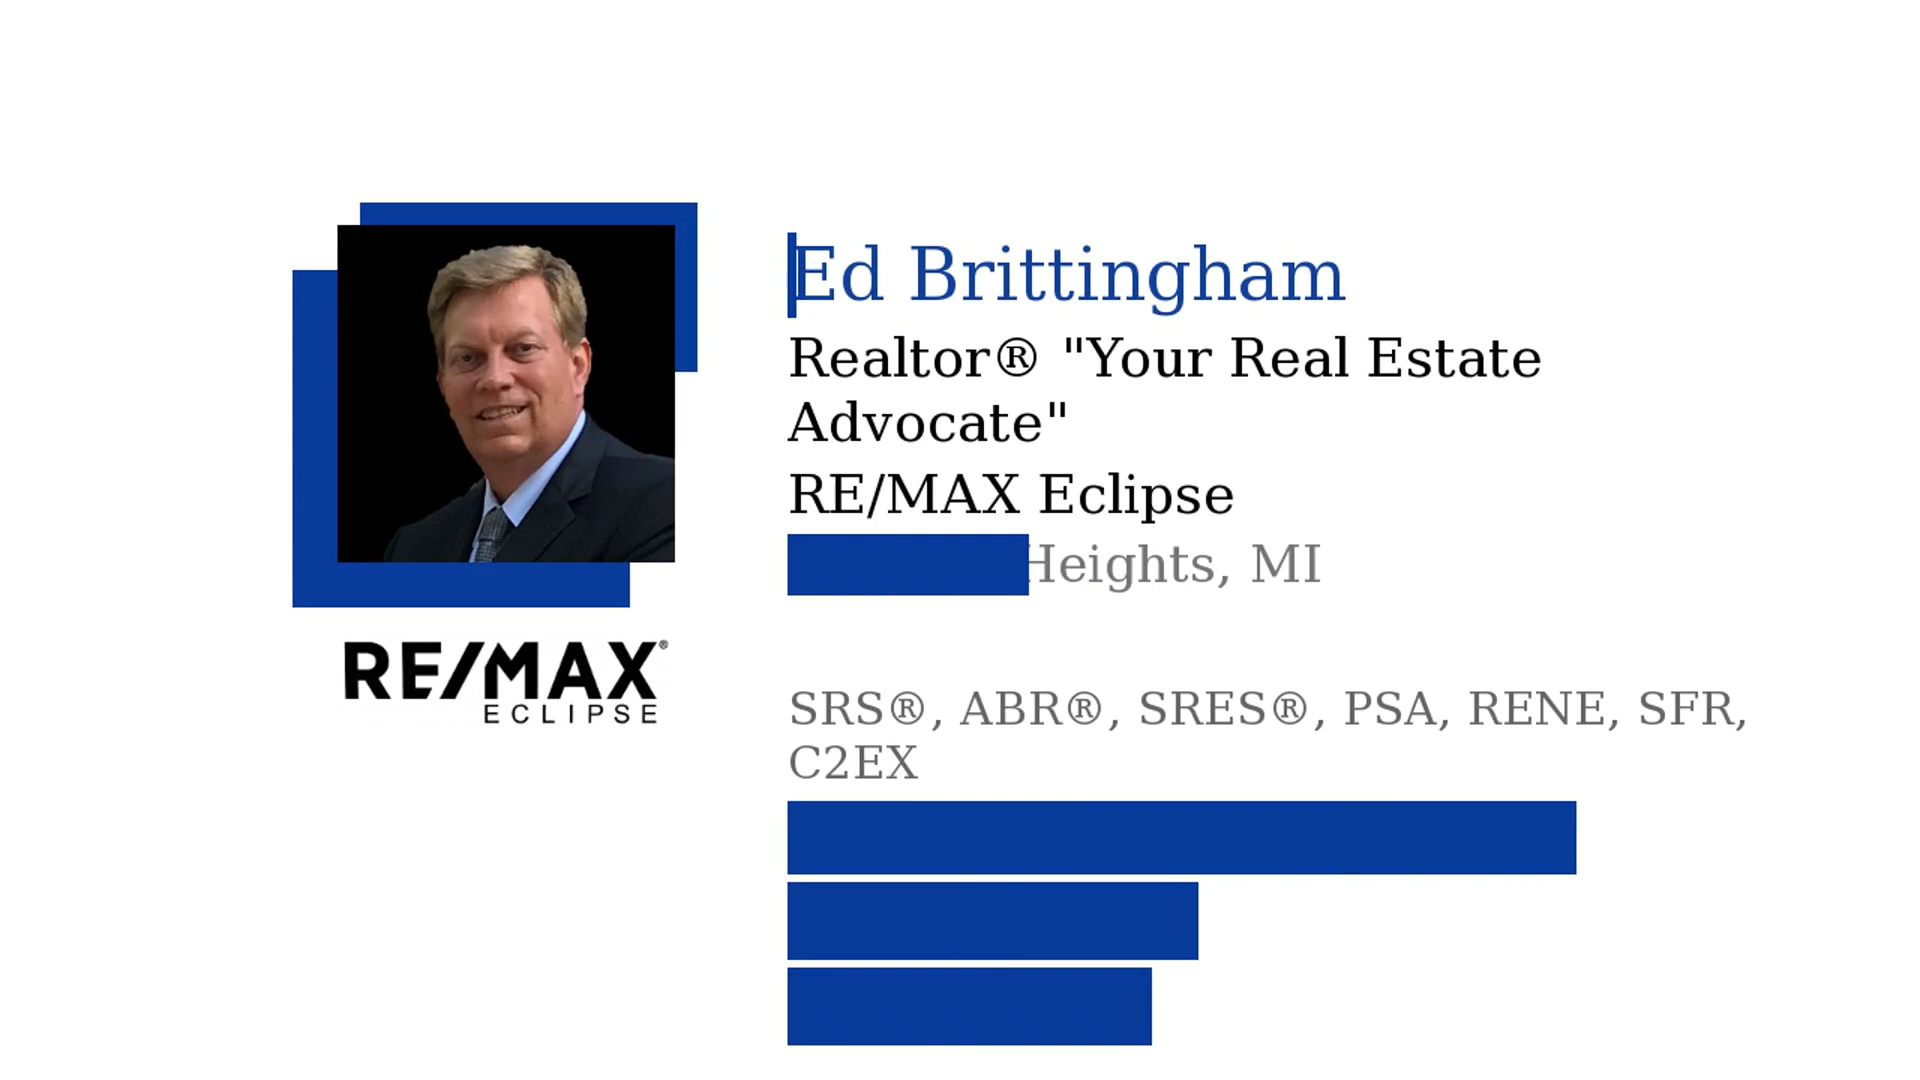 Ed Brittingham
Realtor® "Your Real Estate
Advocate"
RE/MAX Eclipse
Heights, MI
RE/MAX®
ECLIPSE
SRS®, ABR®, SRES®, PSA, RENE, SFR,
C2EX